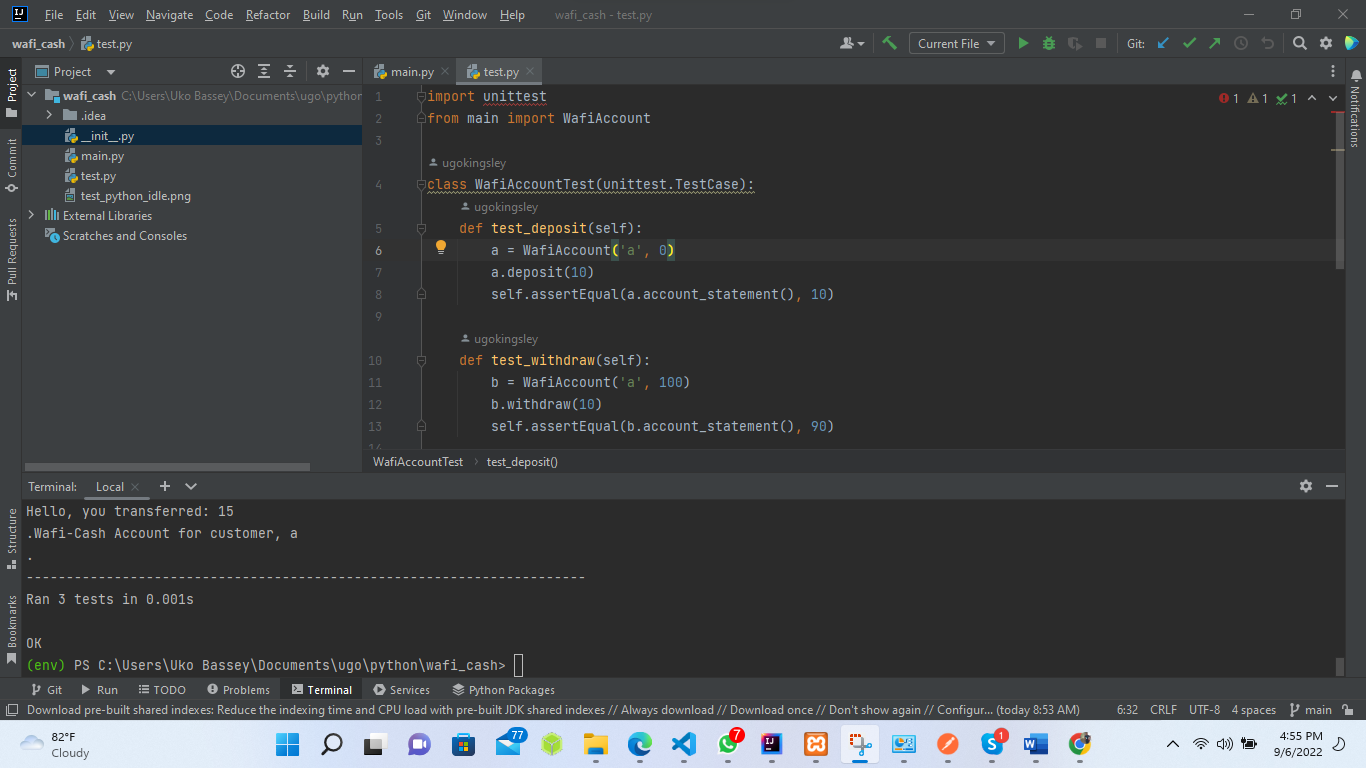 File Edit View Navigate Code Refactor Build Run Tools Git Window Help wafi_cash - test.py
wafi_cash test.py
Current File
Git:
Project
main.py
test.py
wafi_cash C:\Users\Uko Bassey\Documents\ugo\python
.idea
__init__.py
main.py
test.py
test_python_idle.png
External Libraries
Scratches and Consoles
Project
Commit
Pull Requests
Structure
Bookmarks
Notifications
1 1 1
1 import unittest
2 from main import WafiAccount
3
ugokingsley
4 class WafiAccountTest(unittest.TestCase):
ugokingsley
5 def test_deposit(self):
6 a = WafiAccount('a', 0)
7 a.deposit(10)
8 self.assertEqual(a.account_statement(), 10)
9
ugokingsley
10 def test_withdraw(self):
11 b = WafiAccount('a', 100)
12 b.withdraw(10)
13 self.assertEqual(b.account_statement(), 90)
14
WafiAccountTest test_deposit()
Terminal: Local
Hello, you transferred: 15
.Wafi-Cash Account for customer, a
.
----------------------------------------------------------------------
Ran 3 tests in 0.001s
OK
(env) PS C:\Users\Uko Bassey\Documents\ugo\python\wafi_cash>
Git Run TODO Problems Terminal Services Python Packages
Download pre-built shared indexes: Reduce the indexing time and CPU load with pre-built JDK shared indexes // Always download // Download once // Don't show again // Configur... (today 8:53 AM) 6:32 CRLF UTF-8 4 spaces main
82°F
Cloudy
77
7
1
4:55 PM
9/6/2022